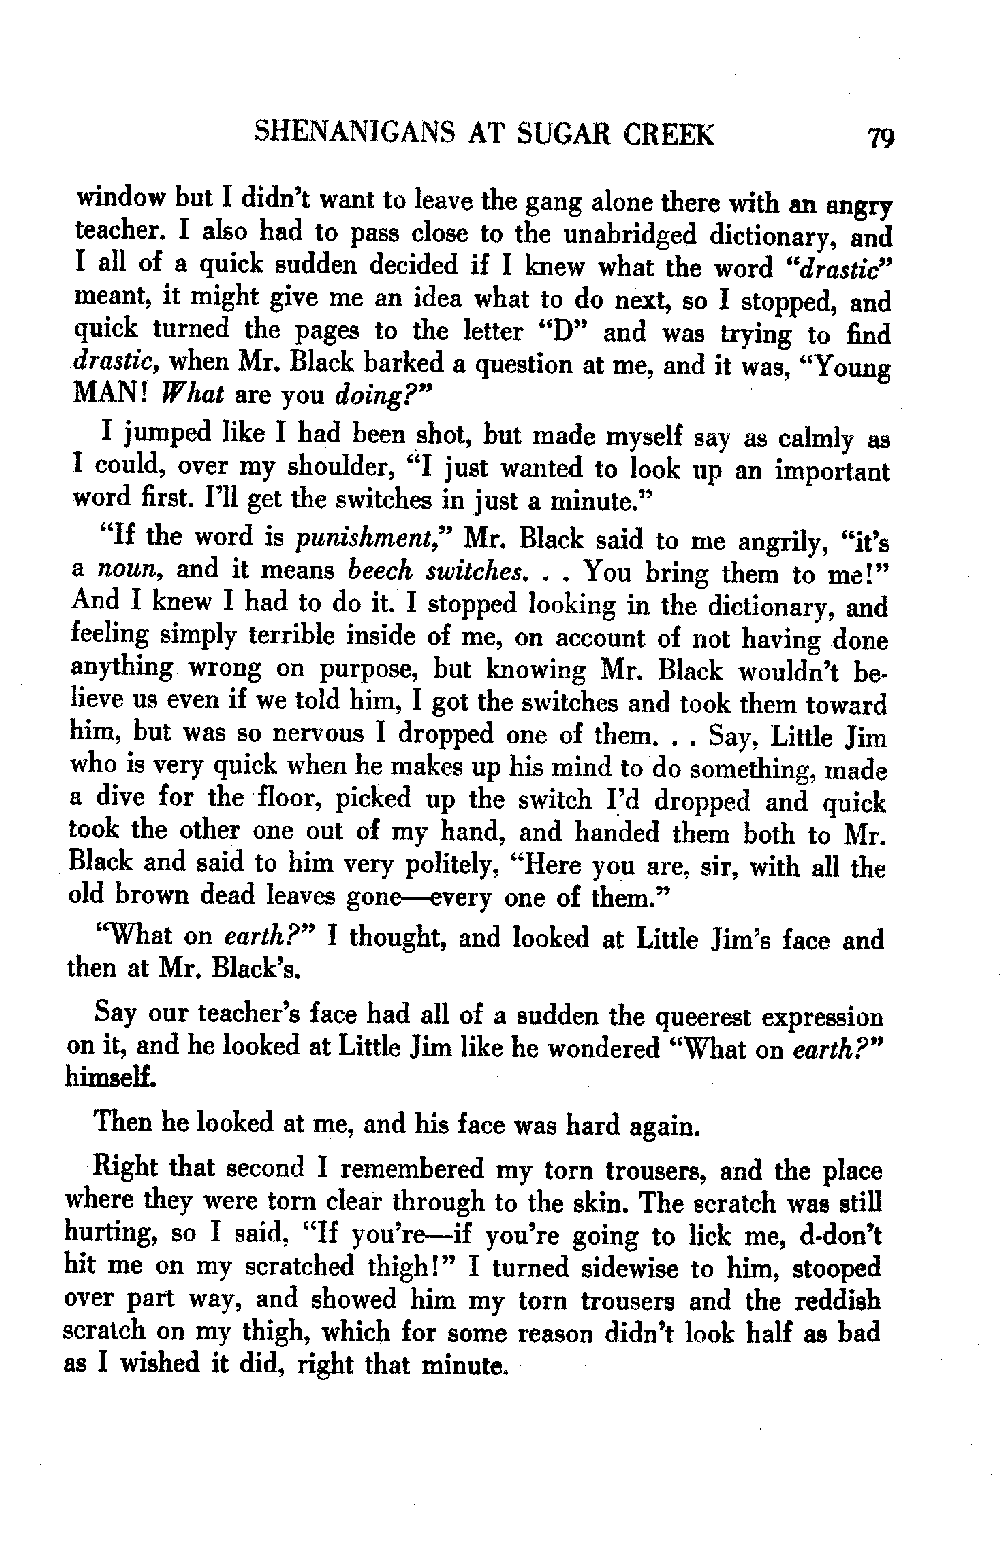 SHENANIGANS AT SUGAR CREEK 79
window but I didn't want to leave the gang alone there with an angry
teacher. I also had to pass close to the unabridged dictionary, and
I all of a quick sudden decided if I knew what the word “drastic”
meant, it might give me an idea what to do next, so I stopped, and
quick turned the pages to the letter “D” and was trying to find
drastic, when Mr. Black barked a question at me, and it was, “Young
MAN! What are you doing?”
I jumped like I had been shot, but made myself say as calmly as
I could, over my shoulder, “I just wanted to look up an important
word first. I'll get the switches in just a minute.”
“If the word is punishment,” Mr. Black said to me angrily, “it's
a noun, and it means beech switches. . . You bring them to me!”
And I knew I had to do it. I stopped looking in the dictionary, and
feeling simply terrible inside of me, on account of not having done
anything wrong on purpose, but knowing Mr. Black wouldn't be-
lieve us even if we told him, I got the switches and took them toward
him, but was so nervous I dropped one of them. . . Say, Little Jim
who is very quick when he makes up his mind to do something, made
a dive for the floor, picked up the switch I'd dropped and quick
took the other one out of my hand, and handed them both to Mr.
Black and said to him very politely, “Here you are, sir, with all the
old brown dead leaves gone—every one of them.”
“What on earth?” I thought, and looked at Little Jim's face and
then at Mr. Black's.
Say our teacher's face had all of a sudden the queerest expression
on it, and he looked at Little Jim like he wondered “What on earth?”
himself.
Then he looked at me, and his face was hard again.
Right that second I remembered my torn trousers, and the place
where they were torn clear through to the skin. The scratch was still
hurting, so I said, “If you're—if you're going to lick me, d-don't
hit me on my scratched thigh!” I turned sidewise to him, stooped
over part way, and showed him my torn trousers and the reddish
scratch on my thigh, which for some reason didn't look half as bad
as I wished it did, right that minute.